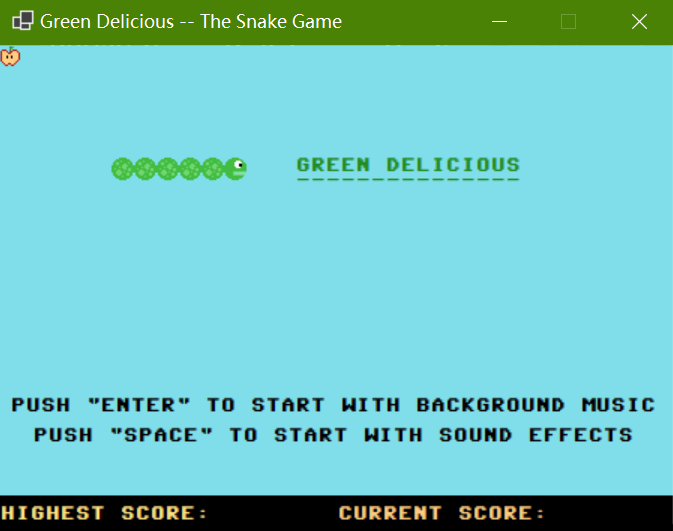 Green Delicious -- The Snake Game
GREEN DELICIOUS
PUSH "ENTER" TO START WITH BACKGROUND MUSIC
PUSH "SPACE" TO START WITH SOUND EFFECTS
HIGHEST SCORE: CURRENT SCORE: